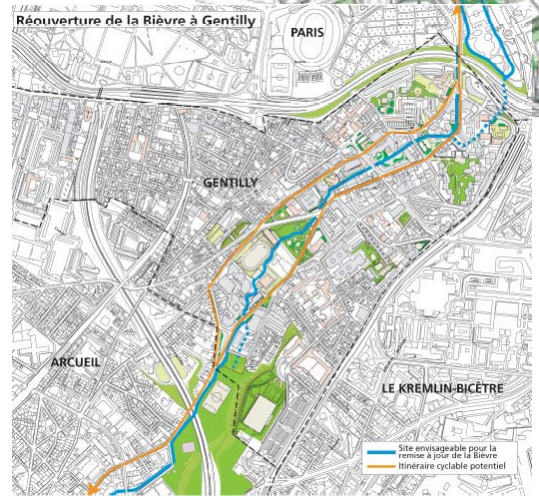 Réouverture de la Bièvre à Gentilly
PARIS
GENTILLY
ARCUEIL
LE KREMLIN-BICÊTRE
Site envisageable pour la
remise à jour de la Bièvre
Itinéraire cyclable potentiel